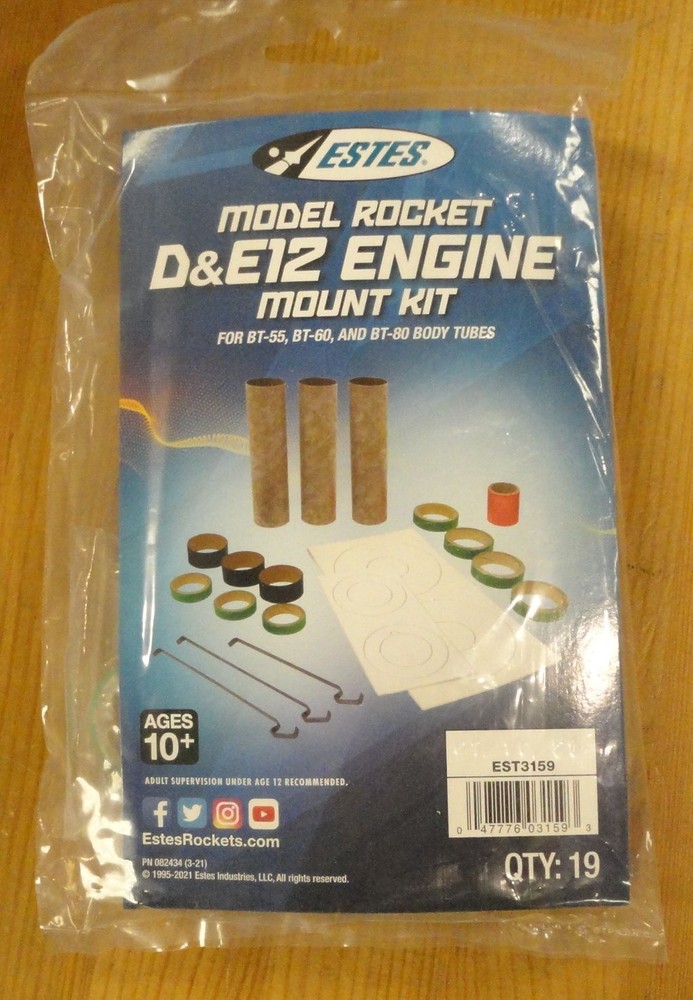 ESTES®
MODEL ROCKET
D&E12 ENGINE
MOUNT KIT
FOR BT-55, BT-60, AND BT-80 BODY TUBES
AGES
10+
ADULT SUPERVISION UNDER AGE 12 RECOMMENDED.
EstesRockets.com
PN 082434 (3-21)
© 1995-2021 Estes Industries, LLC, All rights reserved.
EST3159
0 47776 03159 3
QTY: 19